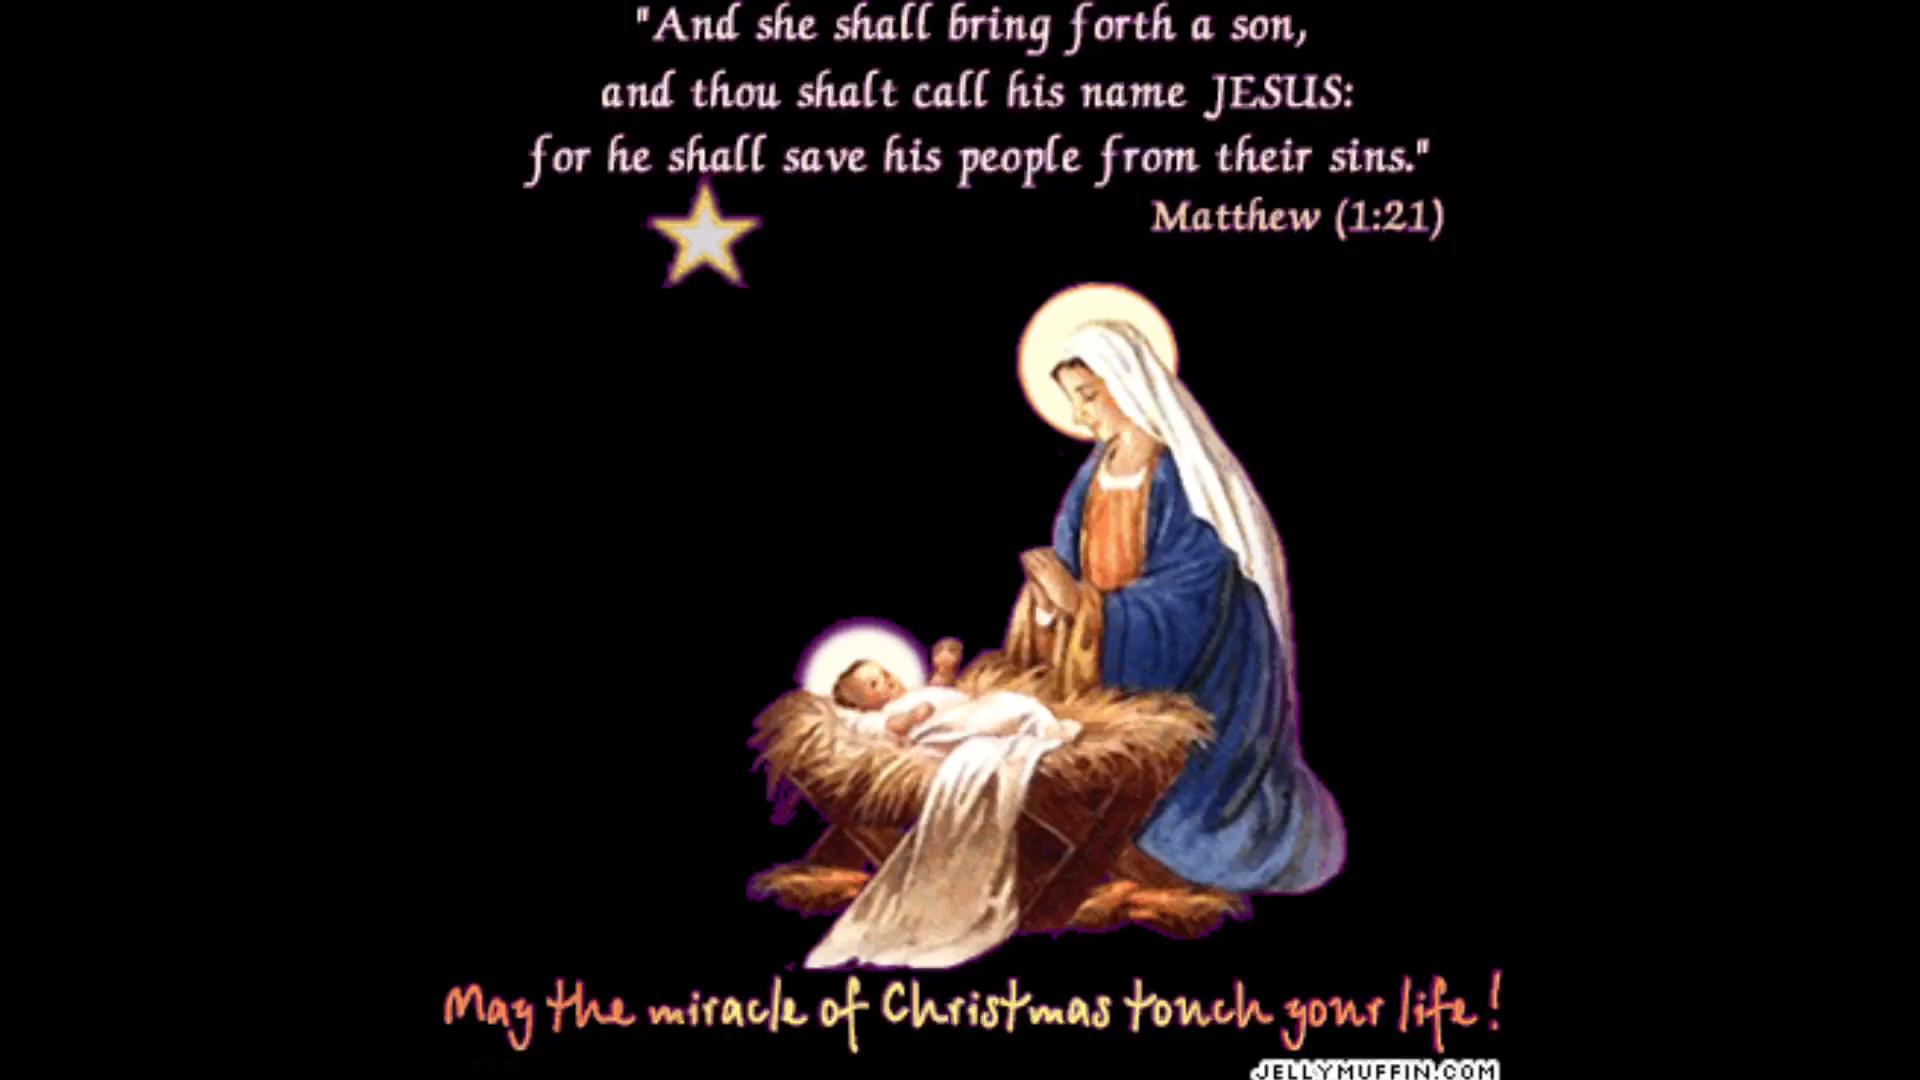 "And she shall bring forth a son,
and thou shalt call his name JESUS:
for he shall save his people from their sins."
Matthew (1:21)
May the miracle of Christmas touch your life!
JELLYMUFFIN.COM